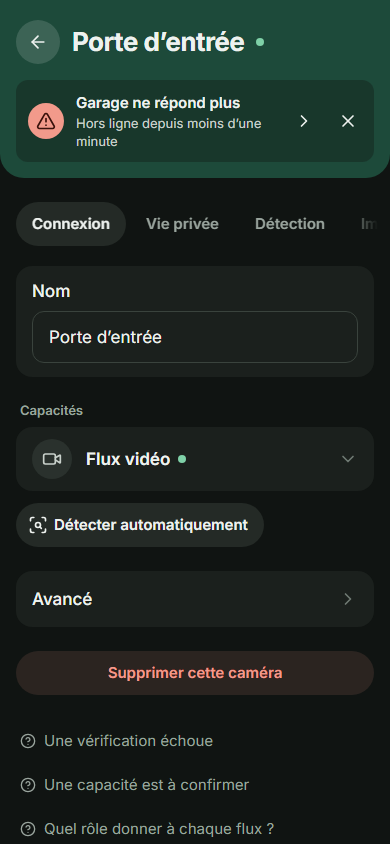 Porte d’entrée
Garage ne répond plus
Hors ligne depuis moins d’une
minute
Connexion Vie privée Détection Im
Nom
Porte d’entrée
Capacités
Flux vidéo
Détecter automatiquement
Avancé
Supprimer cette caméra
Une vérification échoue
Une capacité est à confirmer
Quel rôle donner à chaque flux ?